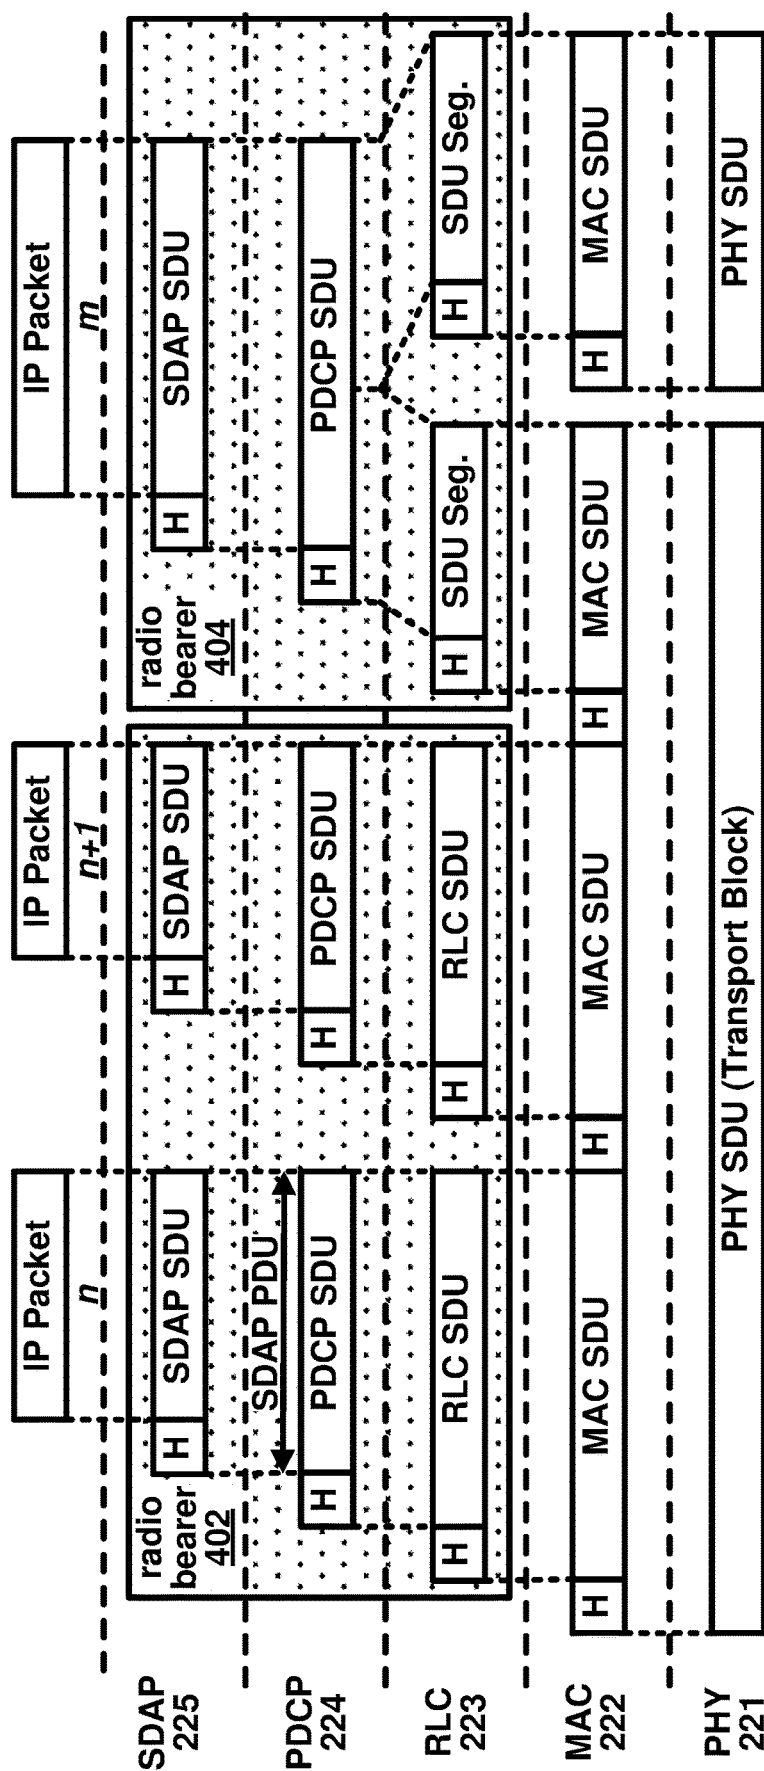 IP Packet
n
IP Packet
n+1
IP Packet
m
SDAP
225
radio
bearer
402
H
SDAP SDU
H
SDAP SDU
radio
bearer
404
H
SDAP SDU
SDAP PDU
PDCP
224
H
PDCP SDU
H
PDCP SDU
H
PDCP SDU
RLC
223
H
RLC SDU
H
RLC SDU
H
SDU Seg.
H
SDU Seg.
MAC
222
H
MAC SDU
H
MAC SDU
H
MAC SDU
H
MAC SDU
PHY
221
PHY SDU (Transport Block)
PHY SDU